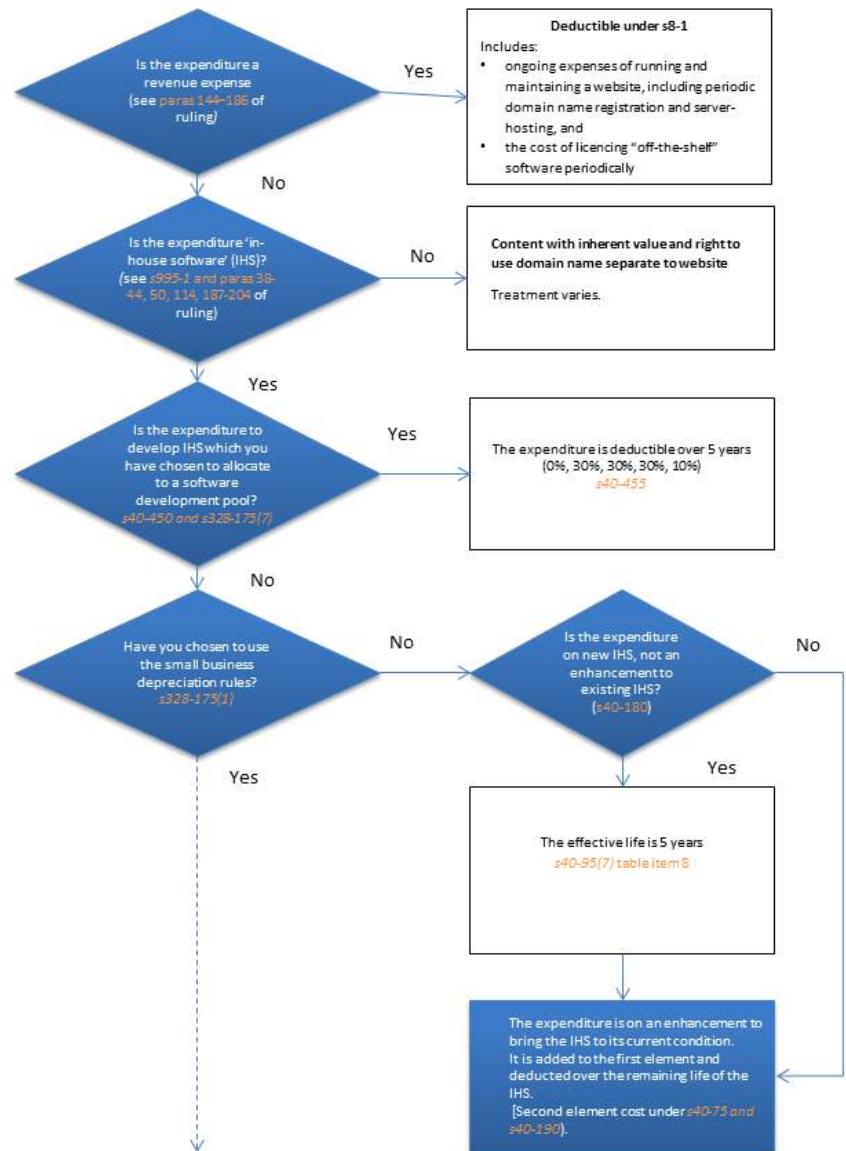 Is the expenditure a
revenue expense
(see paras 144–186 of
ruling)
Yes
Deductible under s8-1
Includes:
• ongoing expenses of running and
maintaining a website, including periodic
domain name registration and server-
hosting, and
• the cost of licencing “off-the-shelf”
software periodically
No
Is the expenditure ‘in-
house software’ (IHS)?
(see s995-1 and paras 38-
44, 50, 114, 187-204 of
ruling)
No
Content with inherent value and right to
use domain name separate to website
Treatment varies.
Yes
Is the expenditure to
develop IHS which you
have chosen to allocate
to a software
development pool?
s40-450 and s328-175(7)
Yes
The expenditure is deductible over 5 years
(0%, 30%, 30%, 30%, 10%)
s40-455
No
Have you chosen to use
the small business
depreciation rules?
s328-175(1)
No
Is the expenditure
on new IHS, not an
enhancement to
existing IHS?
(s40-180)
No
Yes
Yes
The effective life is 5 years
s40-95(7) table item 8
The expenditure is on an enhancement to
bring the IHS to its current condition.
It is added to the first element and
deducted over the remaining life of the
IHS.
[Second element cost under s40-75 and
s40-190).